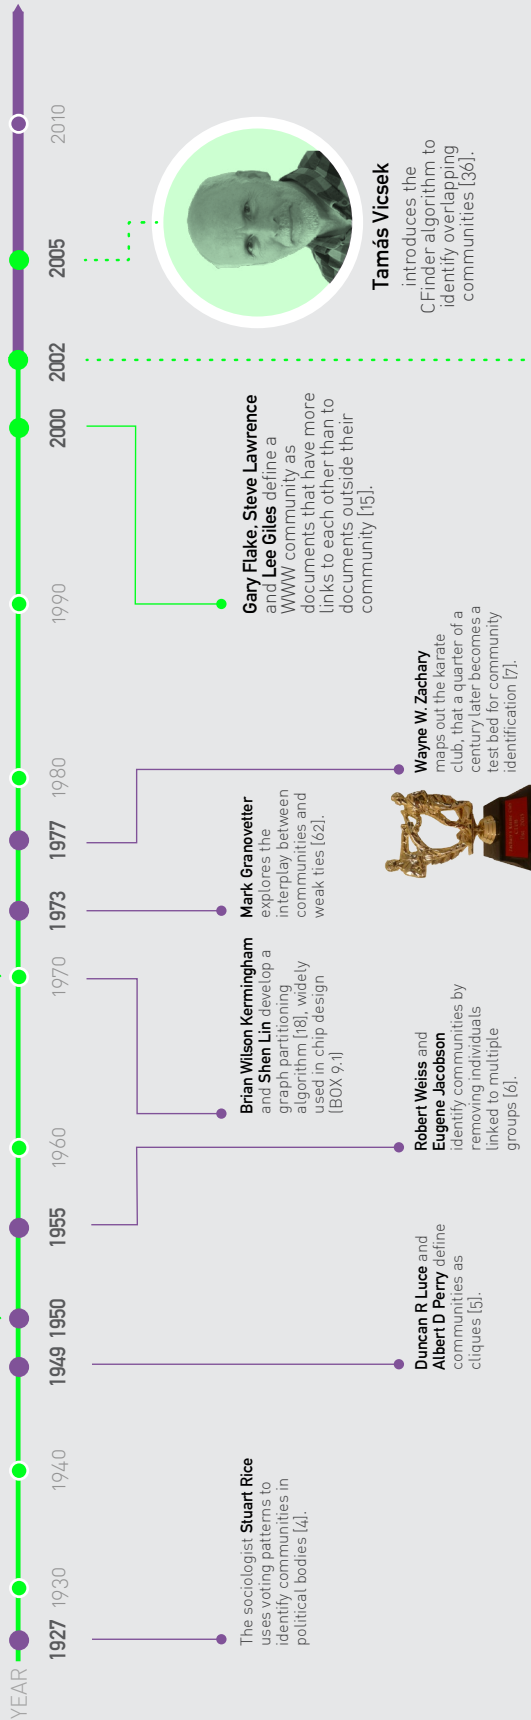 YEAR
1927
1930
1940
1949
1950
1955
1960
1970
1973
1977
1980
1990
2000
2002
2005
2010
The sociologist Stuart Rice
uses voting patterns to
identify communities in
political bodies [4].
Duncan R Luce and
Albert D Perry define
communities as
cliques [5].
Robert Weiss and
Eugene Jacobson
identify communities by
removing individuals
linked to multiple
groups [6].
Brian Wilson Kermingham
and Shen Lin develop a
graph partitioning
algorithm [18], widely
used in chip design
(BOX 9.1)
Mark Granovetter
explores the
interplay between
communities and
weak ties [62].
Wayne W. Zachary
maps out the karate
club, that a quarter of a
century later becomes a
test bed for community
identification [7].
Gary Flake, Steve Lawrence
and Lee Giles define a
WWW community as
documents that have more
links to each other than to
documents outside their
community [15].
Tamás Vicsek
introduces the
CFinder algorithm to
identify overlapping
communities [36].